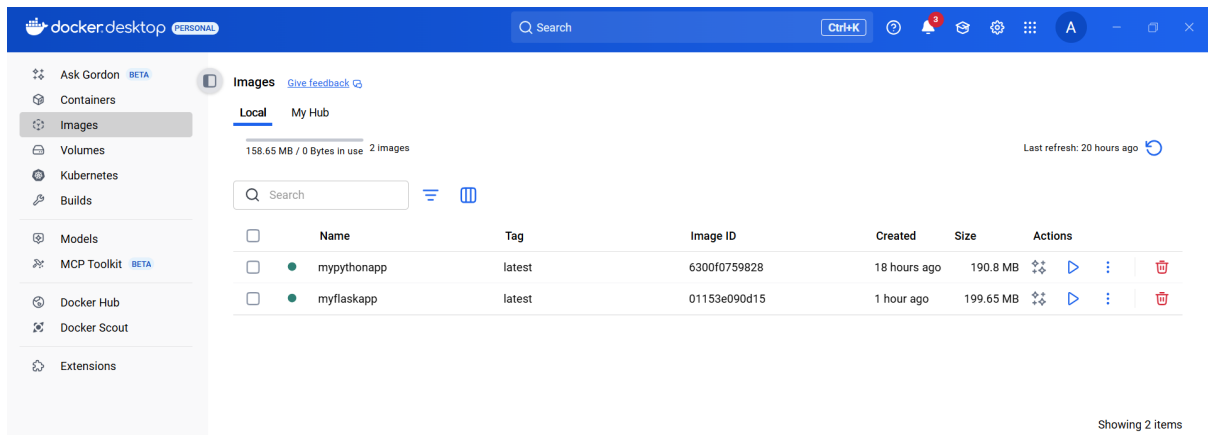 docker.desktop PERSONAL Search Ctrl+K 3 A
Ask Gordon BETA
Containers
Images
Volumes
Kubernetes
Builds
Models
MCP Toolkit BETA
Docker Hub
Docker Scout
Extensions
Images Give feedback
Local My Hub
158.65 MB / 0 Bytes in use 2 images Last refresh: 20 hours ago
Search
Name Tag Image ID Created Size Actions
mypythonapp latest 6300f0759828 18 hours ago 190.8 MB
myflaskapp latest 01153e090d15 1 hour ago 199.65 MB
Showing 2 items